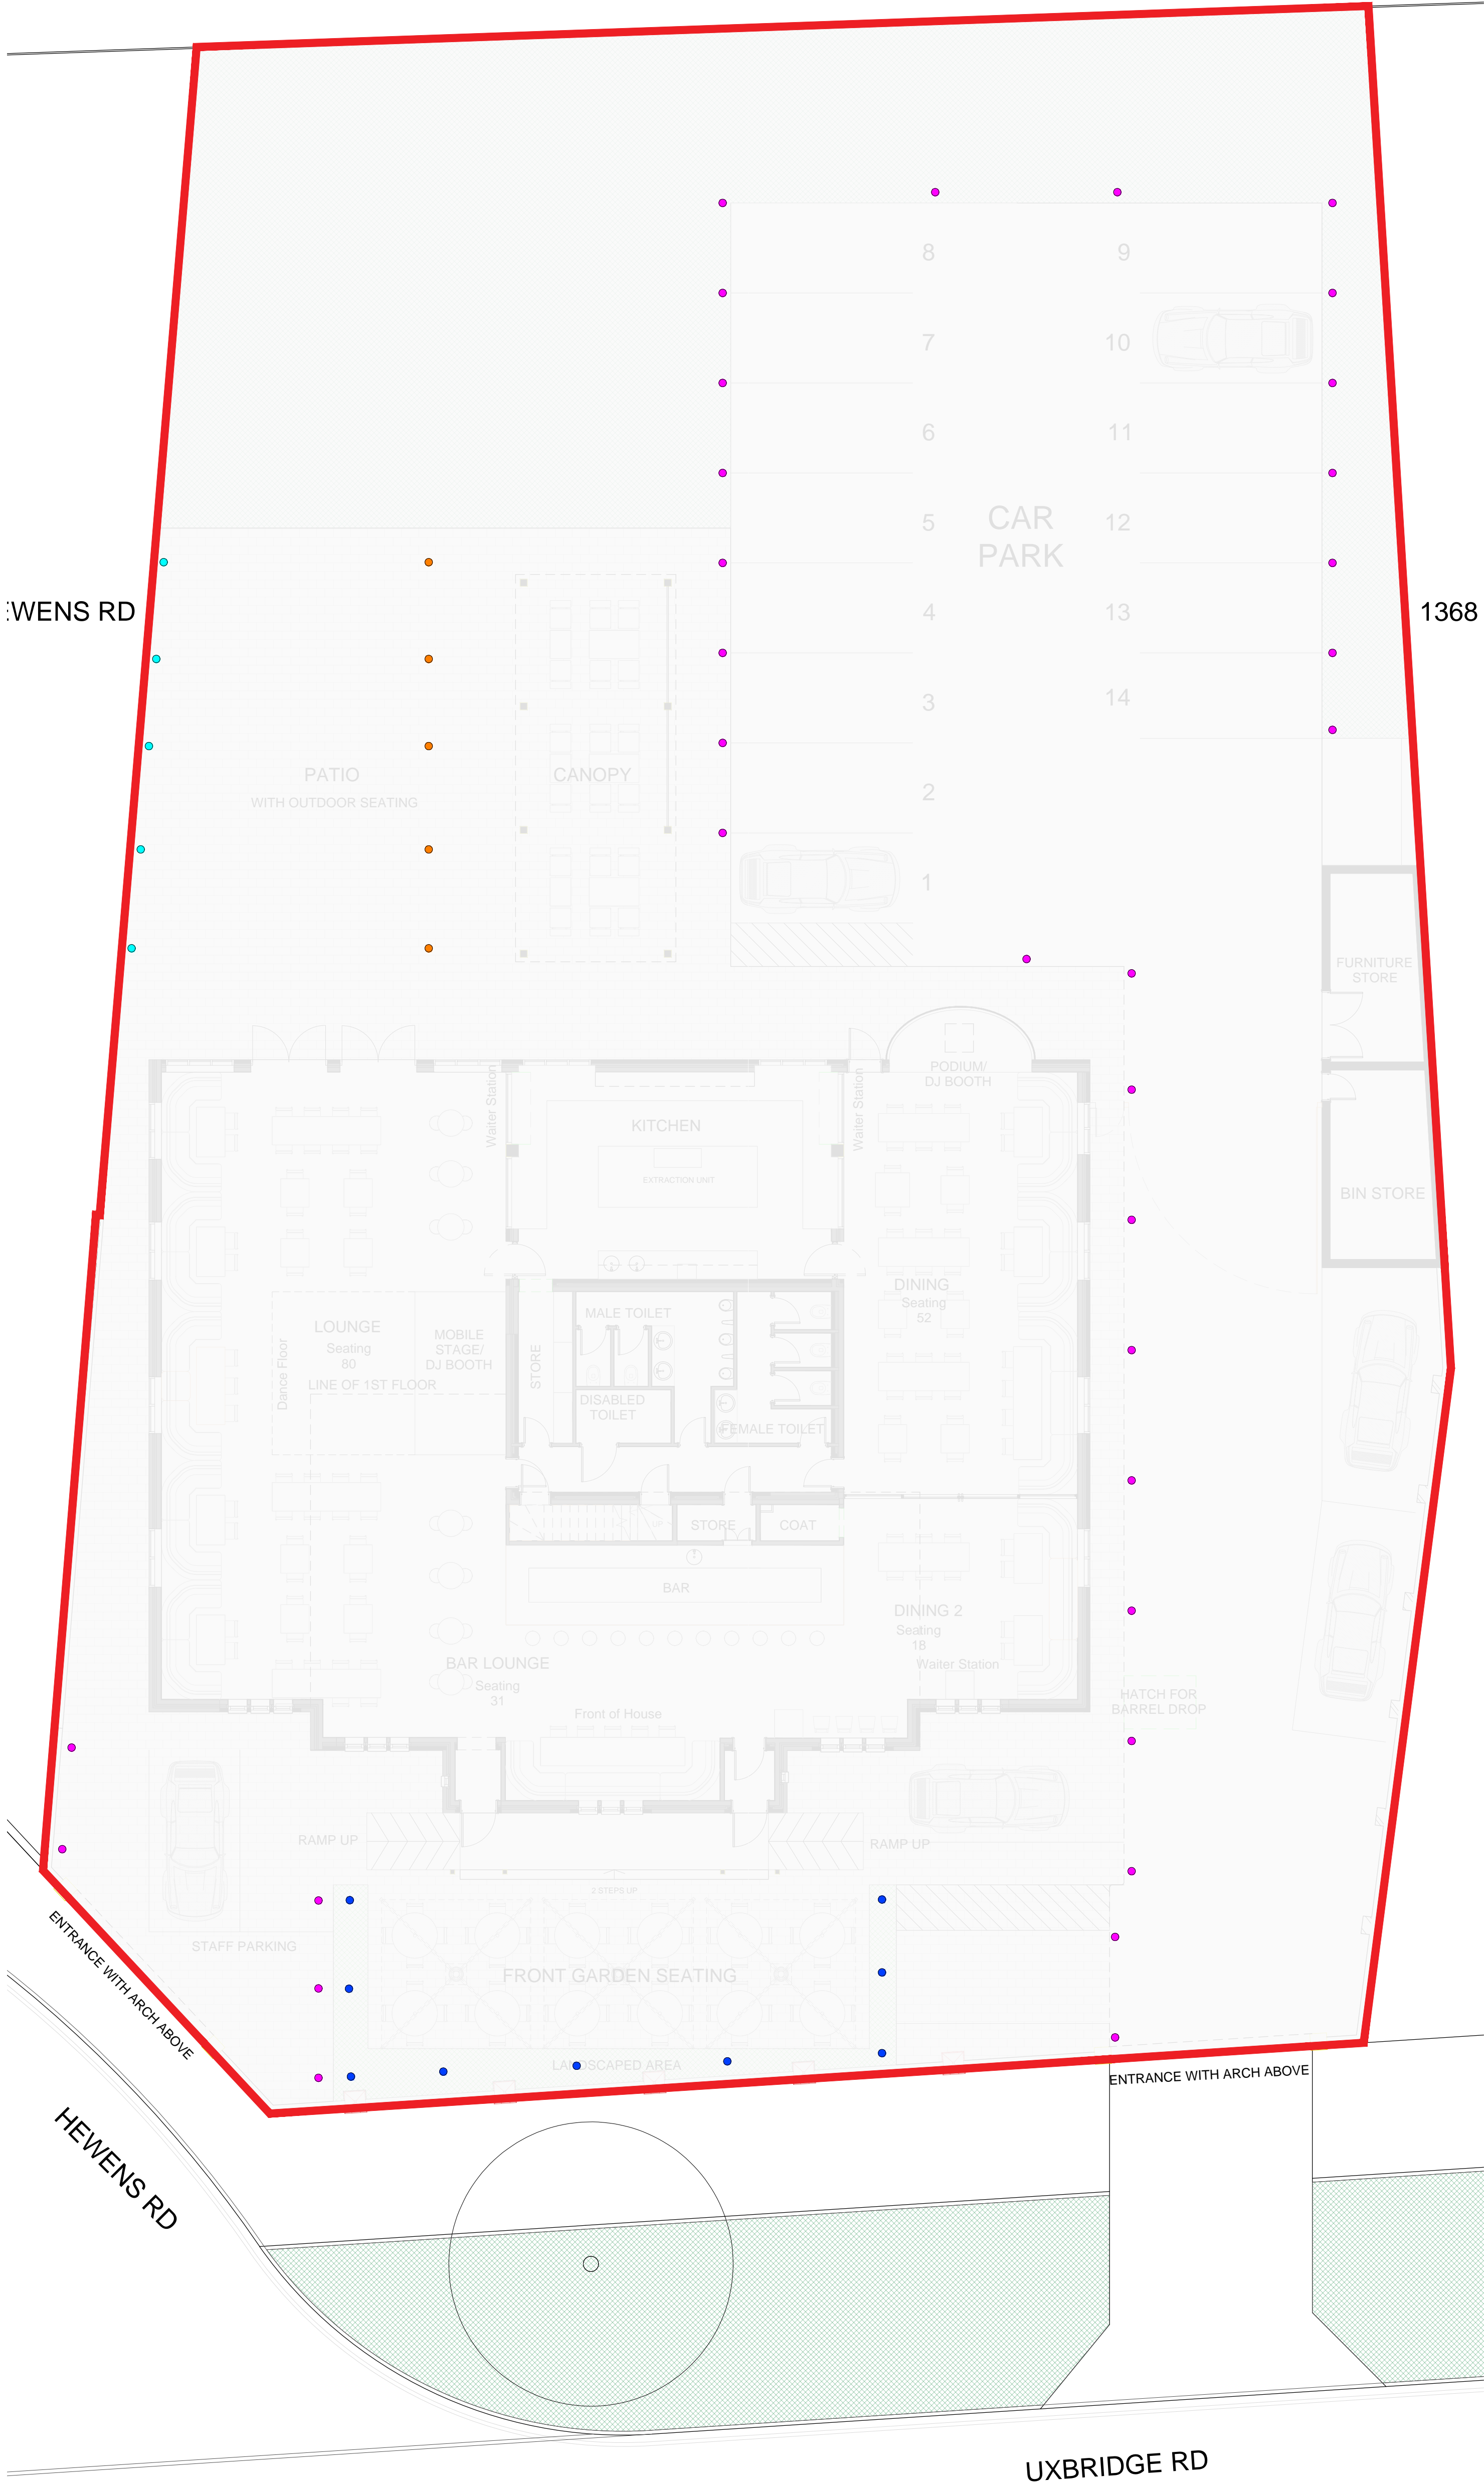 8
9
7
10
6
11
5
CAR
PARK
12
EWENS RD
4
13
1368
3
14
PATIO
WITH OUTDOOR SEATING
CANOPY
2
1
FURNITURE
STORE
Waiter Station
Waiter Station
PODIUM/
DJ BOOTH
KITCHEN
EXTRACTION UNIT
BIN STORE
DINING
Seating
52
MALE TOILET
LOUNGE
Seating
80
MOBILE
STAGE/
DJ BOOTH
Dance Floor
LINE OF 1ST FLOOR
STORE
DISABLED
TOILET
FEMALE TOILET
UP
STORE
COAT
BAR
DINING 2
Seating
18
Waiter Station
BAR LOUNGE
Seating
31
Front of House
HATCH FOR
BARREL DROP
RAMP UP
RAMP UP
2 STEPS UP
STAFF PARKING
FRONT GARDEN SEATING
ENTRANCE WITH ARCH ABOVE
LANDSCAPED AREA
ENTRANCE WITH ARCH ABOVE
HEWENS RD
UXBRIDGE RD